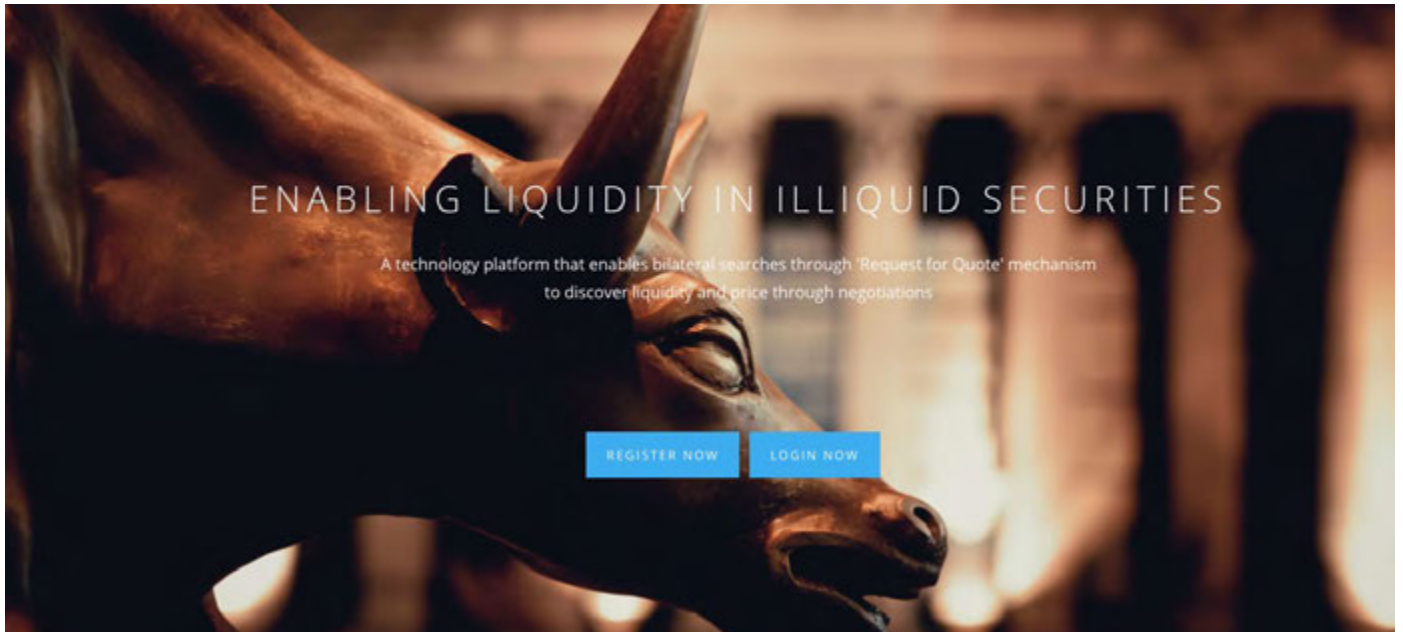 ENABLING LIQUIDITY IN ILLIQUID SECURITIES
A technology platform that enables bilateral searches through 'Request for Quote' mechanism
to discover liquidity and price through negotiations
REGISTER NOW LOGIN NOW